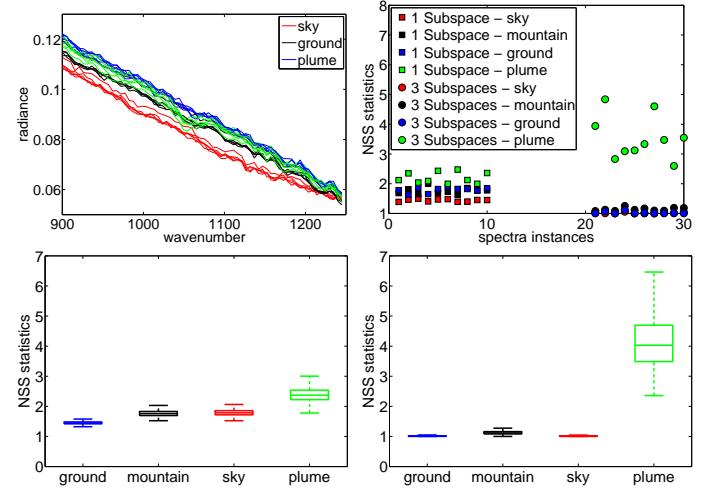 0.12
0.1
0.08
0.06
radiance
900
1000
1100
1200
wavenumber
sky
ground
plume
8
7
6
5
4
3
2
1
NSS statistics
0
10
20
30
spectra instances
1 Subspace – sky
1 Subspace – mountain
1 Subspace – ground
1 Subspace – plume
3 Subspaces – sky
3 Subspaces – mountain
3 Subspaces – ground
3 Subspaces – plume
7
6
5
4
3
2
1
0
NSS statistics
ground
mountain
sky
plume
7
6
5
4
3
2
1
0
NSS statistics
ground
mountain
sky
plume